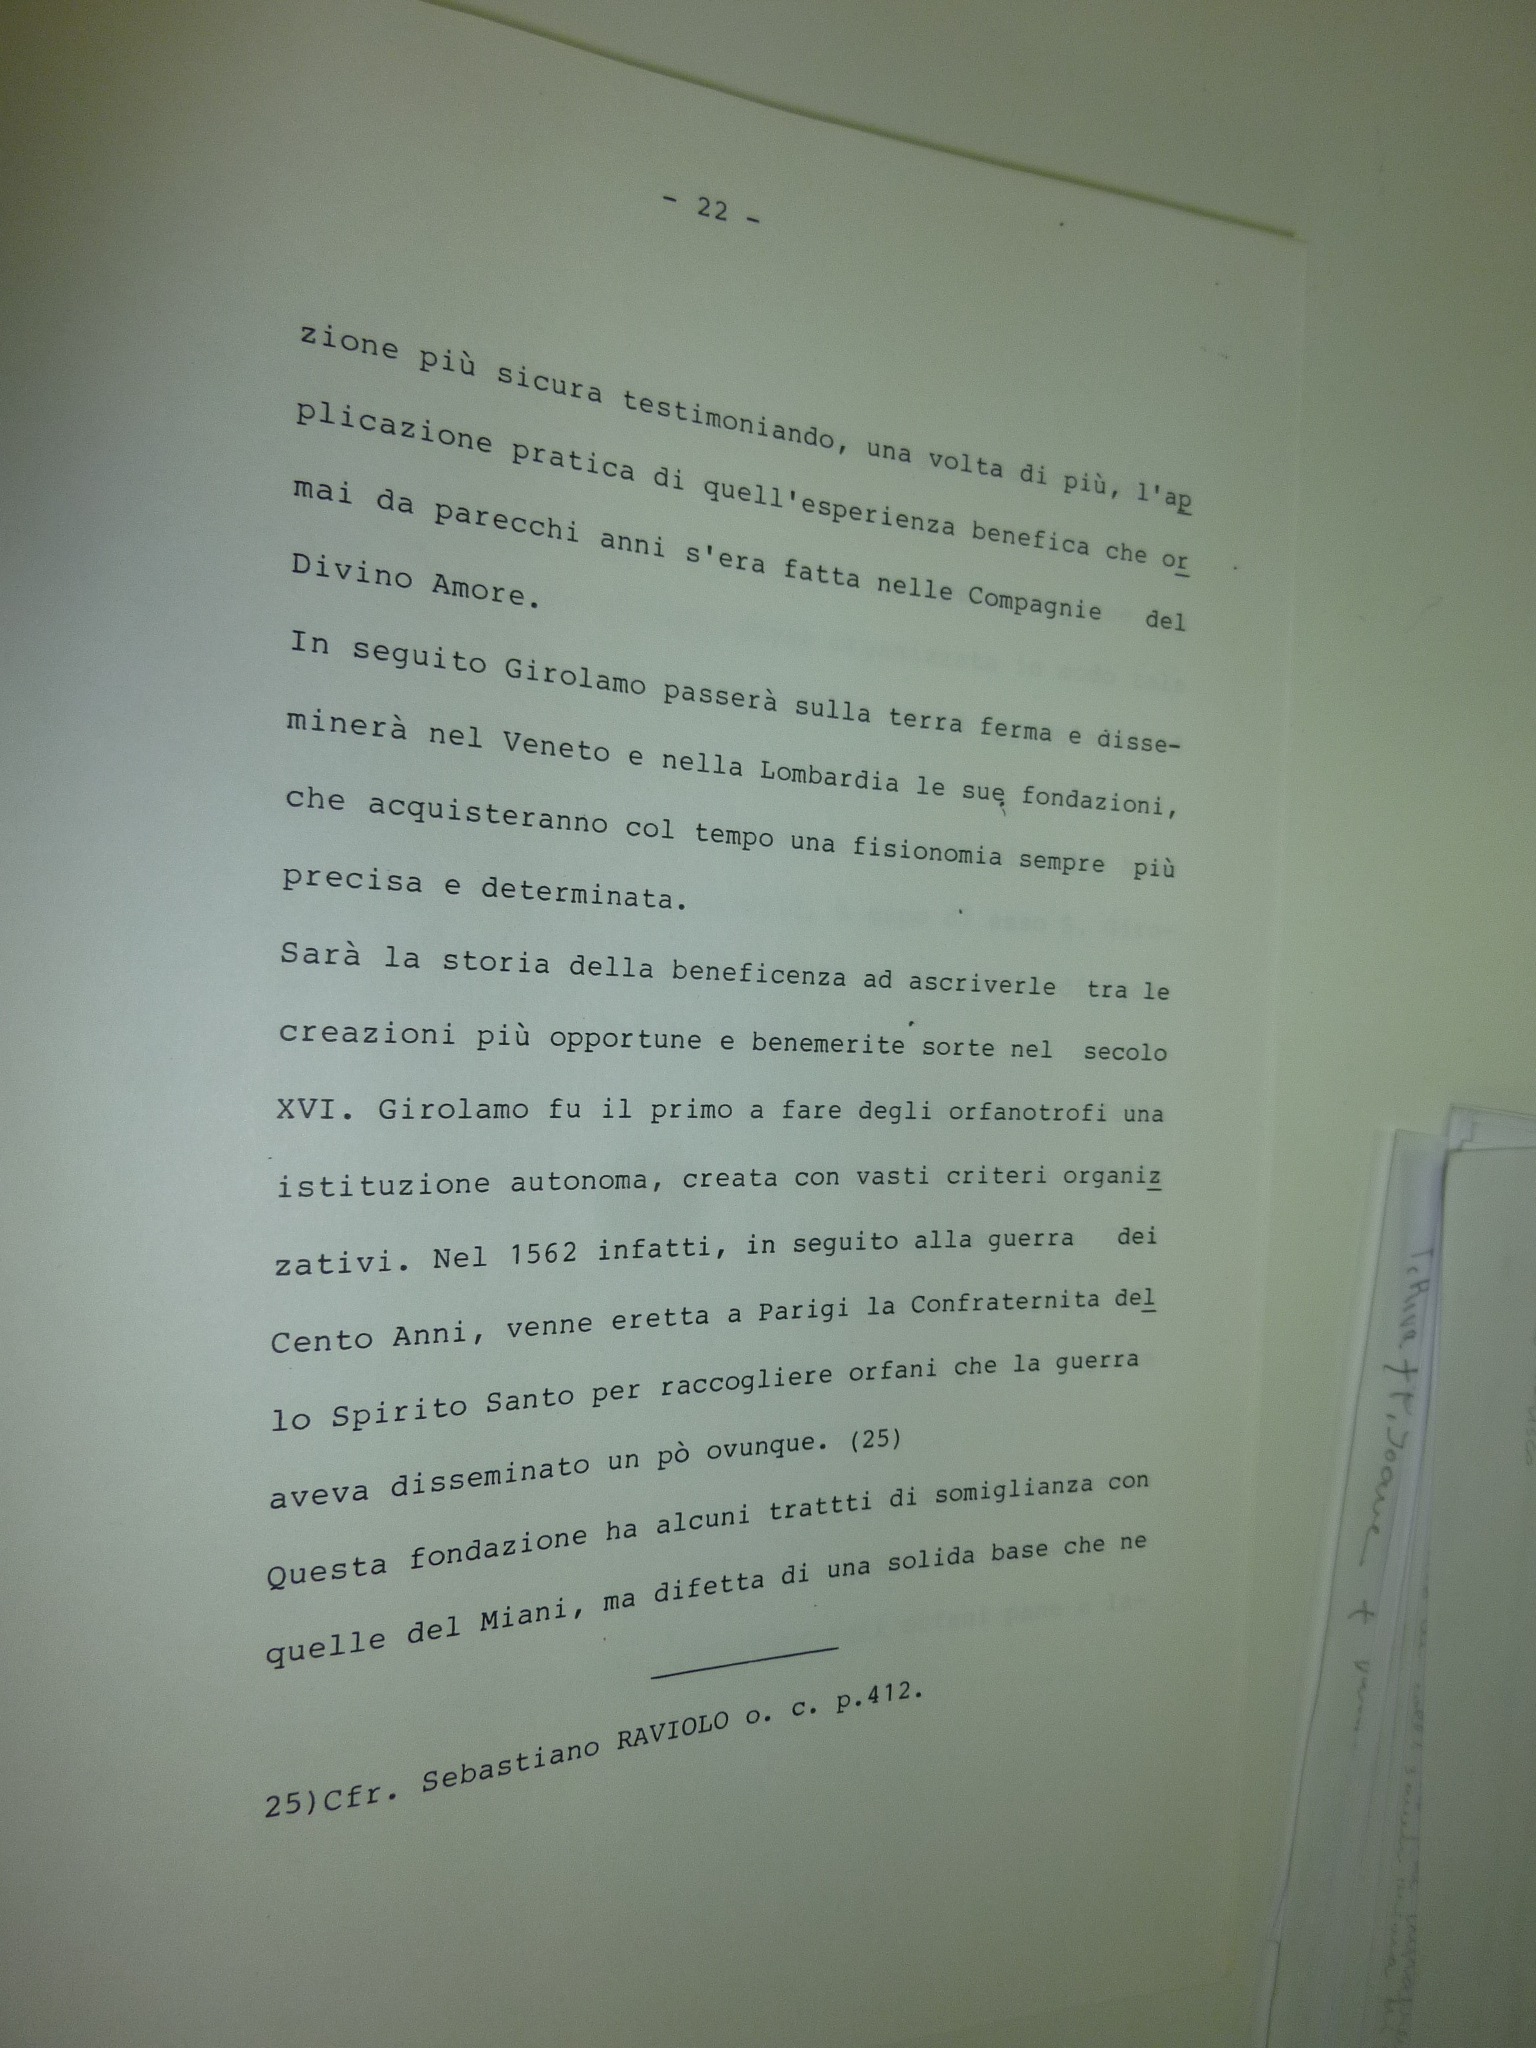 - 22 -
zione più sicura testimoniando, una volta di più, l'ap
plicazione pratica di quell'esperienza benefica che or
mai da parecchi anni s'era fatta nelle Compagnie del
Divino Amore.
In seguito Girolamo passerà sulla terra ferma e disse-
minerà nel Veneto e nella Lombardia le sue fondazioni,
che acquisteranno col tempo una fisionomia sempre più
precisa e determinata.
Sarà la storia della beneficenza ad ascriverle tra le
creazioni più opportune e benemerite sorte nel secolo
XVI. Girolamo fu il primo a fare degli orfanotrofi una
istituzione autonoma, creata con vasti criteri organiz
zativi. Nel 1562 infatti, in seguito alla guerra dei
Cento Anni, venne eretta a Parigi la Confraternita del
lo Spirito Santo per raccogliere orfani che la guerra
aveva disseminato un pò ovunque. (25)
Questa fondazione ha alcuni trattti di somiglianza con
quelle del Miani, ma difetta di una solida base che ne
25)Cfr. Sebastiano RAVIOLO o. c. p.412.